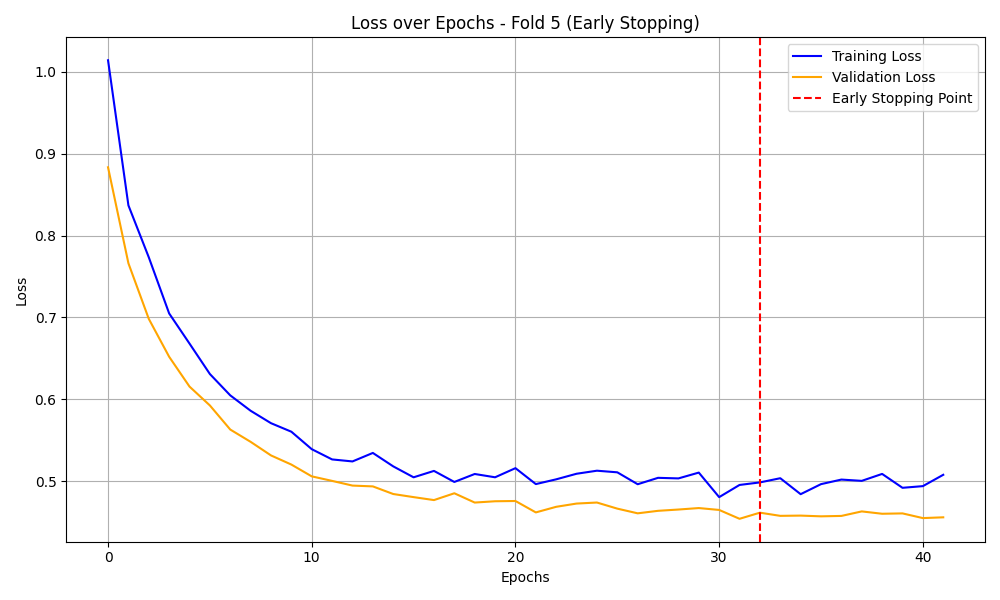 Loss over Epochs - Fold 5 (Early Stopping)
Training Loss
Validation Loss
Early Stopping Point
Loss
1.0
0.9
0.8
0.7
0.6
0.5
0 10 20 30 40
Epochs